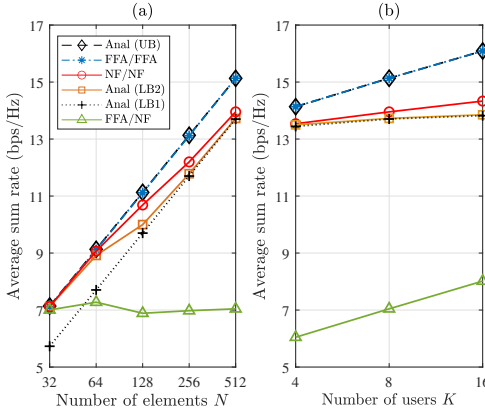 (a)
(b)
Average sum rate (bps/Hz)
17
15
13
11
9
7
5
Anal (UB)
FFA/FFA
NF/NF
Anal (LB2)
Anal (LB1)
FFA/NF
32
64
128
256
512
Number of elements N
Average sum rate (bps/Hz)
17
15
13
11
9
7
5
4
8
16
Number of users K